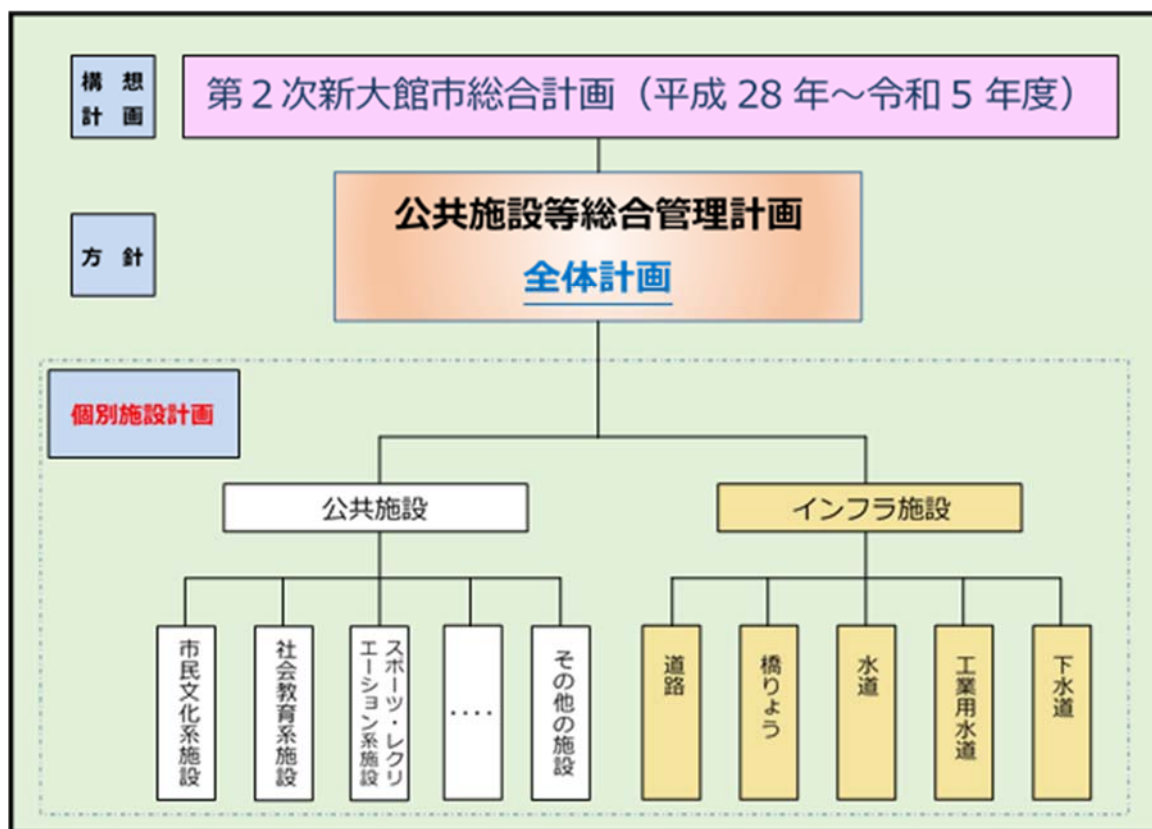 構想
計画
第2次新大館市総合計画（平成 28 年～令和 5 年度）
方針
公共施設等総合管理計画
全体計画
個別施設計画
公共施設
インフラ施設
市民文化系施設
社会教育系施設
スポーツ・レクリ
エーション系施設
････
その他の施設
道路
橋りょう
水道
工業用水道
下水道